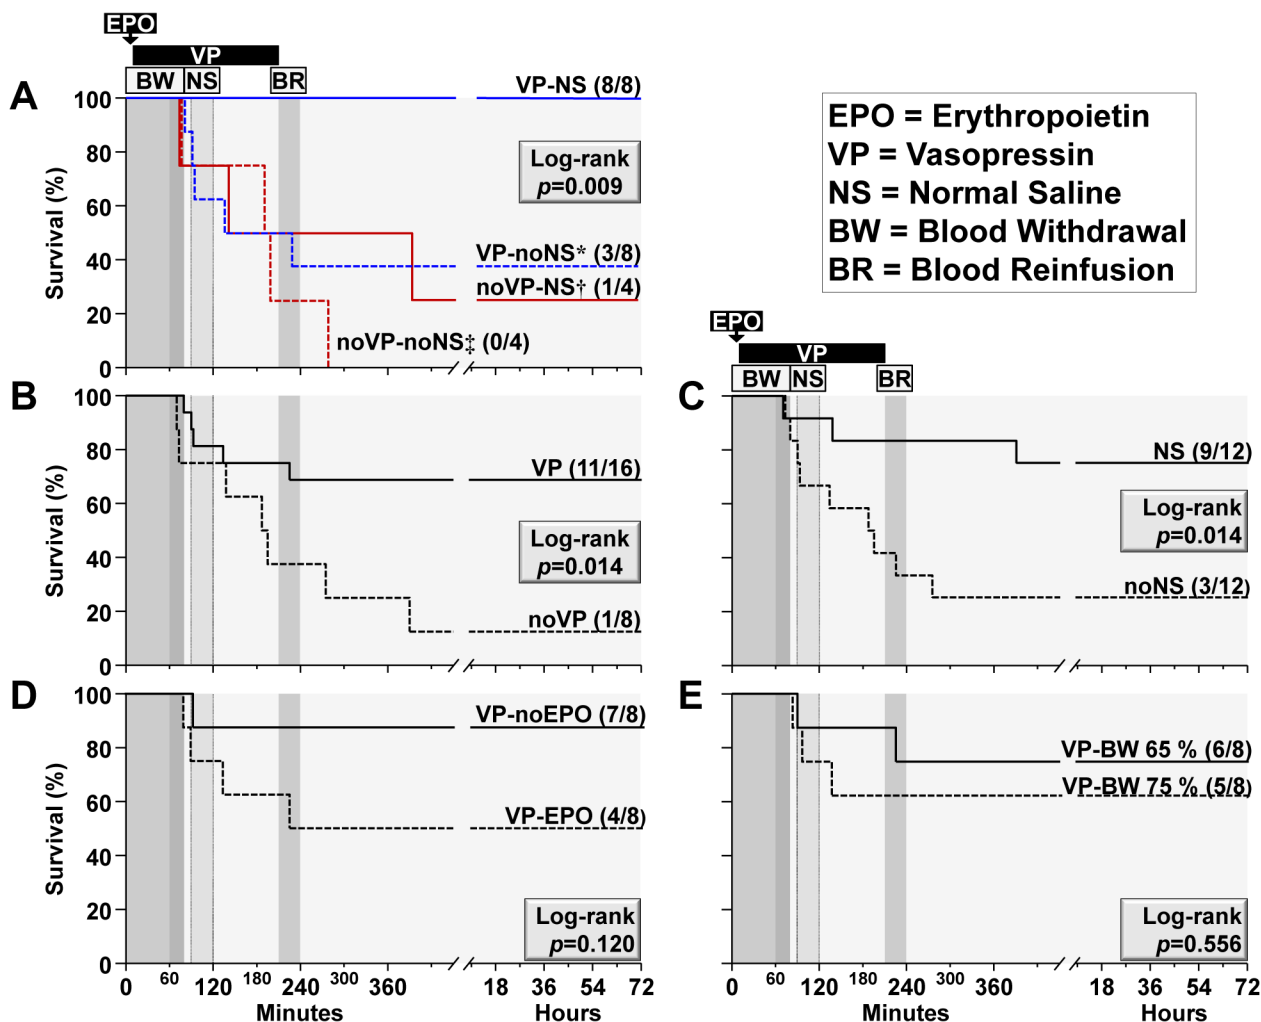 EPO
VP
BW NS BR
A
VP-NS (8/8)
100
80
60
40
20
0
Survival (%)
Log-rank
p=0.009
VP-noNS* (3/8)
noVP-NS† (1/4)
noVP-noNS‡ (0/4)
EPO = Erythropoietin
VP = Vasopressin
NS = Normal Saline
BW = Blood Withdrawal
BR = Blood Reinfusion
B
100
80
60
40
20
0
Survival (%)
VP (11/16)
Log-rank
p=0.014
noVP (1/8)
EPO
VP
BW NS BR
C
NS (9/12)
Log-rank
p=0.014
noNS (3/12)
D
100
80
60
40
20
0
Survival (%)
VP-noEPO (7/8)
VP-EPO (4/8)
Log-rank
p=0.120
0 60 120 180 240 300 360 18 36 54 72
Minutes Hours
E
VP-BW 65 % (6/8)
VP-BW 75 % (5/8)
Log-rank
p=0.556
0 60 120 180 240 360 18 36 54 72
Minutes Hours